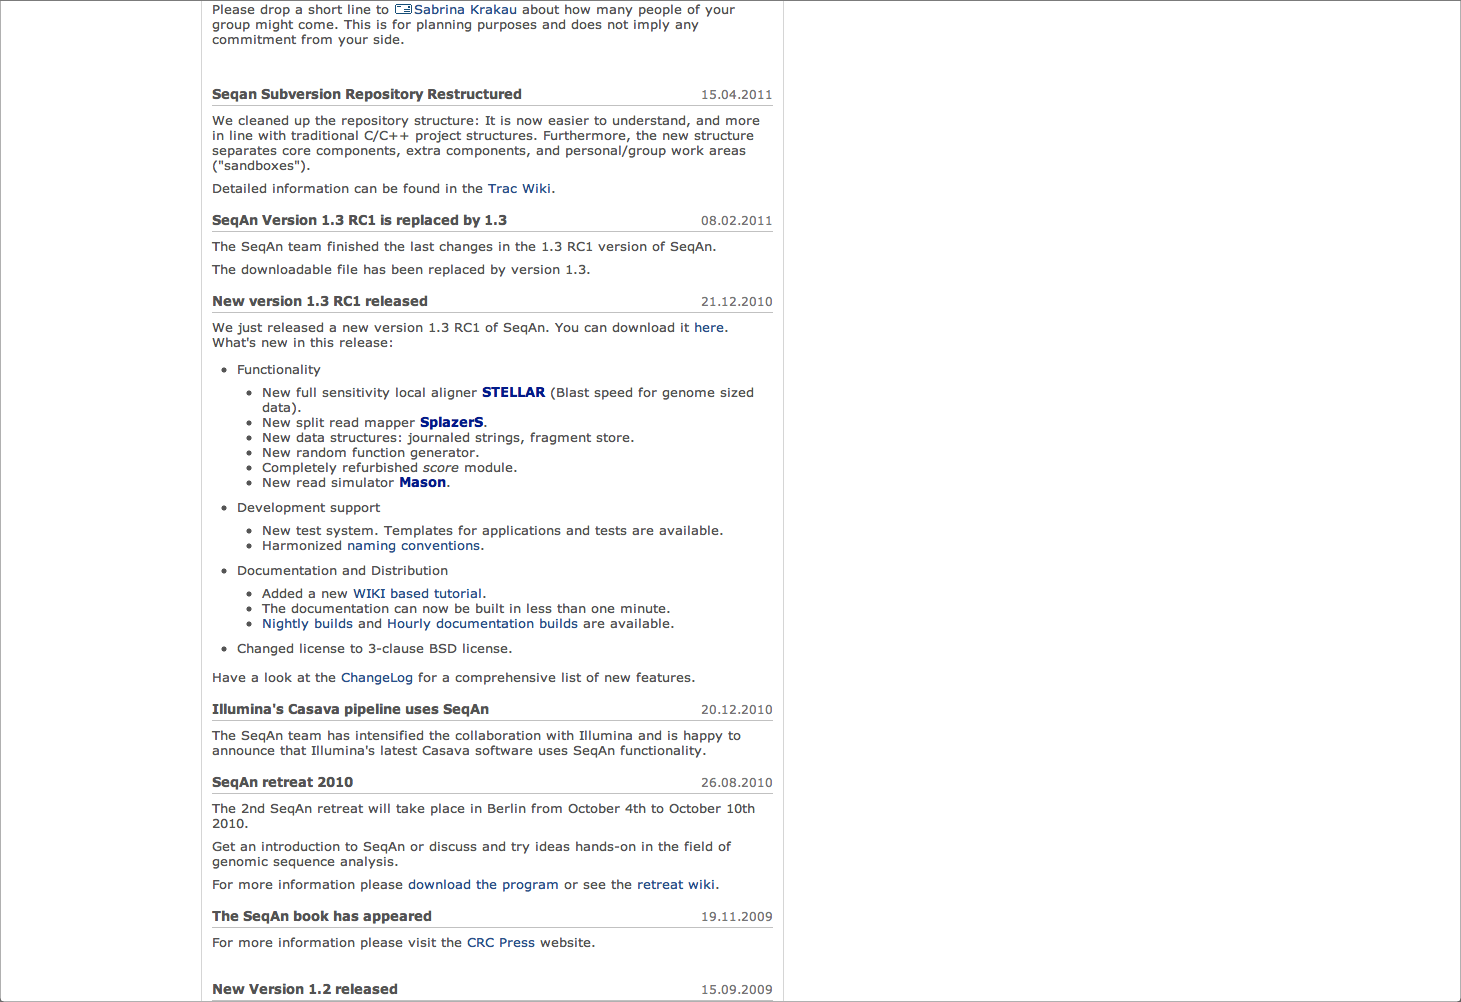 Please drop a short line to Sabrina Krakau about how many people of your
group might come. This is for planning purposes and does not imply any
commitment from your side.
Seqan Subversion Repository Restructured 15.04.2011
We cleaned up the repository structure: It is now easier to understand, and more
in line with traditional C/C++ project structures. Furthermore, the new structure
separates core components, extra components, and personal/group work areas
("sandboxes").
Detailed information can be found in the Trac Wiki.
SeqAn Version 1.3 RC1 is replaced by 1.3 08.02.2011
The SeqAn team finished the last changes in the 1.3 RC1 version of SeqAn.
The downloadable file has been replaced by version 1.3.
New version 1.3 RC1 released 21.12.2010
We just released a new version 1.3 RC1 of SeqAn. You can download it here.
What's new in this release:
• Functionality
• New full sensitivity local aligner STELLAR (Blast speed for genome sized
data).
• New split read mapper SplazerS.
• New data structures: journaled strings, fragment store.
• New random function generator.
• Completely refurbished score module.
• New read simulator Mason.
• Development support
• New test system. Templates for applications and tests are available.
• Harmonized naming conventions.
• Documentation and Distribution
• Added a new WIKI based tutorial.
• The documentation can now be built in less than one minute.
• Nightly builds and Hourly documentation builds are available.
• Changed license to 3-clause BSD license.
Have a look at the ChangeLog for a comprehensive list of new features.
Illumina's Casava pipeline uses SeqAn 20.12.2010
The SeqAn team has intensified the collaboration with Illumina and is happy to
announce that Illumina's latest Casava software uses SeqAn functionality.
SeqAn retreat 2010 26.08.2010
The 2nd SeqAn retreat will take place in Berlin from October 4th to October 10th
2010.
Get an introduction to SeqAn or discuss and try ideas hands-on in the field of
genomic sequence analysis.
For more information please download the program or see the retreat wiki.
The SeqAn book has appeared 19.11.2009
For more information please visit the CRC Press website.
New Version 1.2 released 15.09.2009